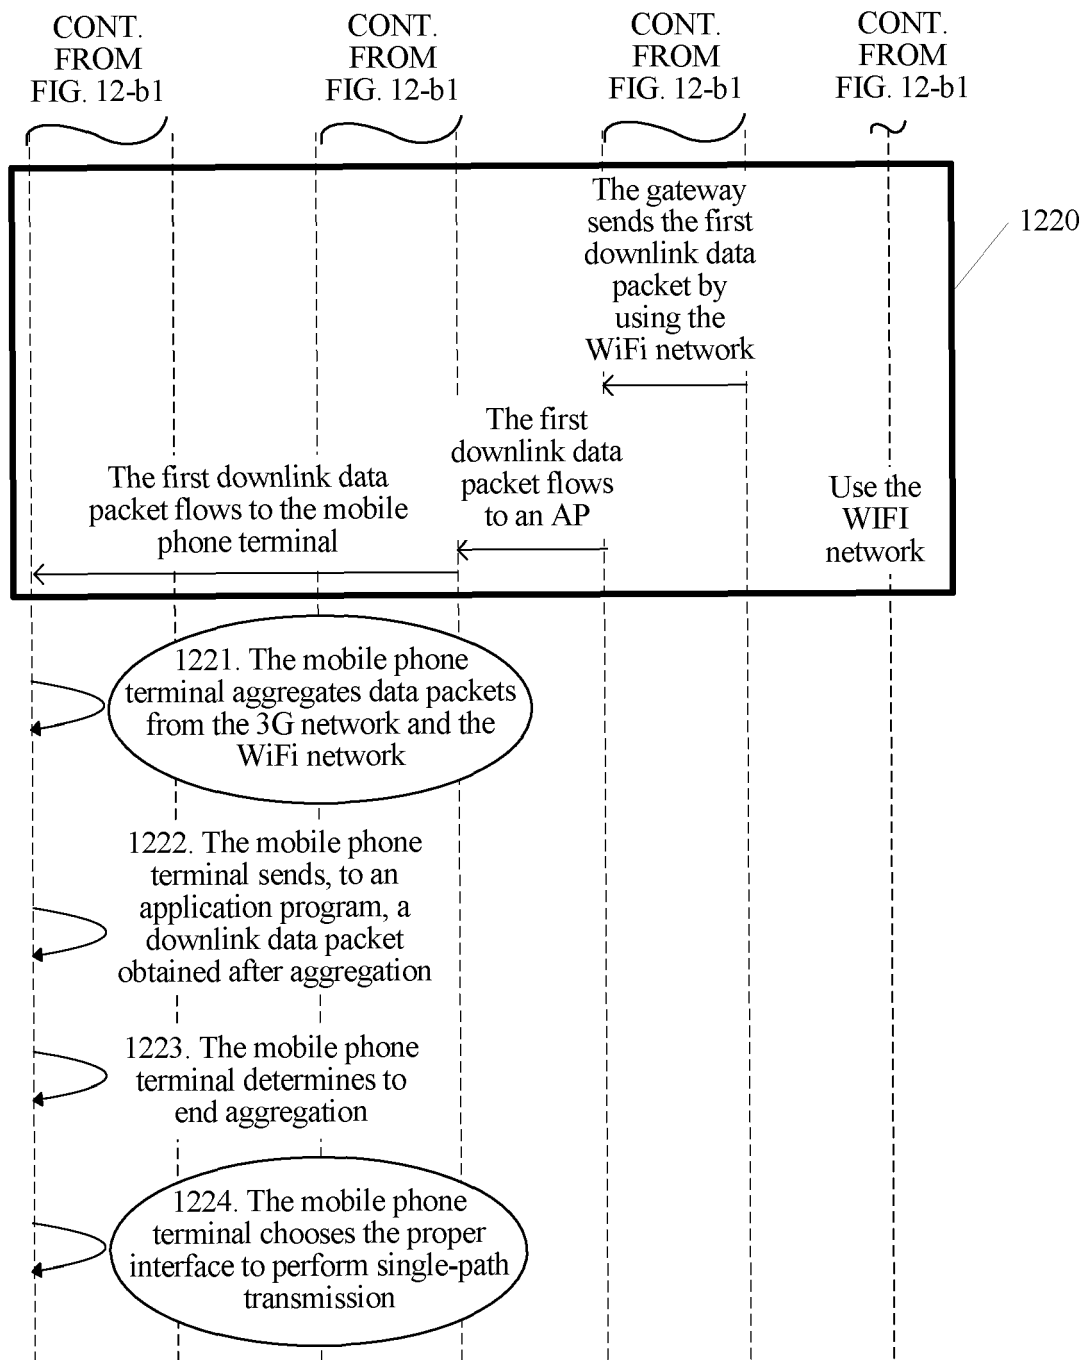 CONT.
FROM
FIG. 12-b1
CONT.
FROM
FIG. 12-b1
CONT.
FROM
FIG. 12-b1
CONT.
FROM
FIG. 12-b1
1220
The gateway
sends the first
downlink data
packet by
using the
WiFi network
The first
downlink data
packet flows
to an AP
The first downlink data
packet flows to the mobile
phone terminal
Use the
WIFI
network
1221. The mobile phone
terminal aggregates data packets
from the 3G network and the
WiFi network
1222. The mobile phone
terminal sends, to an
application program, a
downlink data packet
obtained after aggregation
1223. The mobile phone
terminal determines to
end aggregation
1224. The mobile phone
terminal chooses the proper
interface to perform single-path
transmission